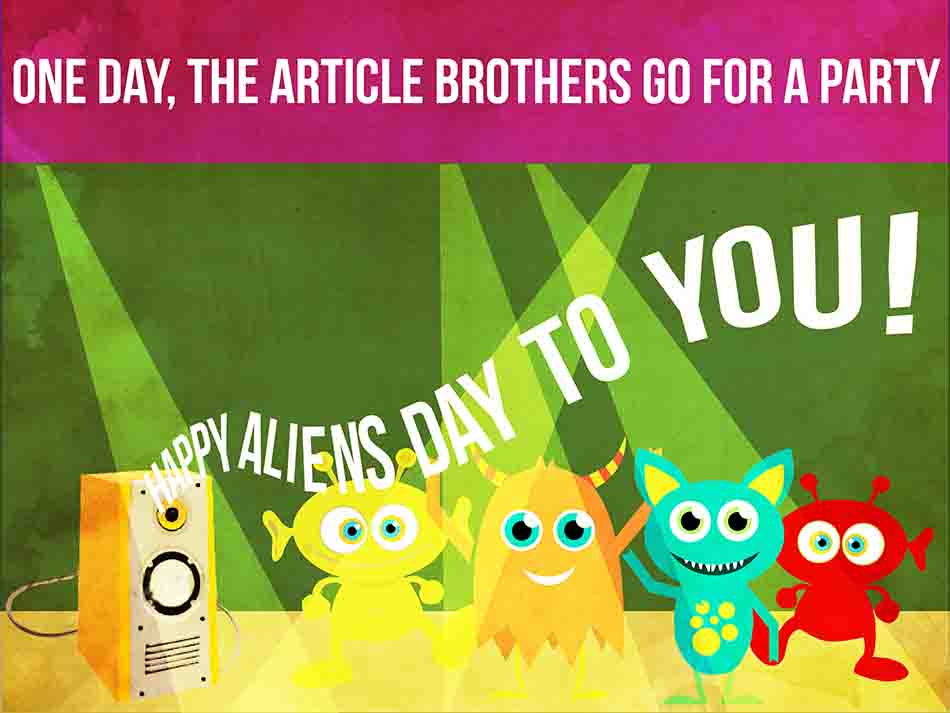 ONE DAY, THE ARTICLE BROTHERS GO FOR A PARTY
HAPPY ALIENS DAY TO YOU!